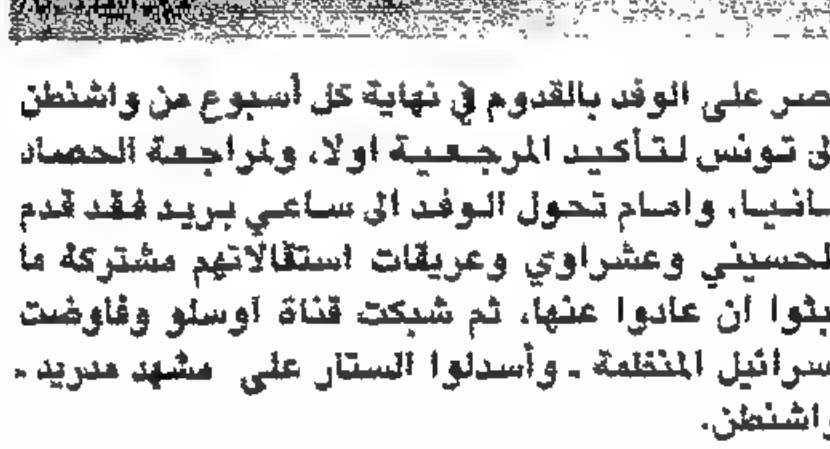 صر على الوفد بالقدوم في نهاية كل أسبوع من واشنطن
لى تونس لتأكيد المرجعية اولا، ولمراجعة الحصاد
انيا، وامام تحول الوفد الى ساعي بريد فقد قدم
لحسيني وعشراوي وعريقات استقالاتهم مشتركة ما
بثوا ان عادوا عنها، ثم شبكت قناة اوسلو وفاوضت
سرائيل المنظمة ـ وأسدلوا الستار على مشهد مدريد ـ
واشنطن.